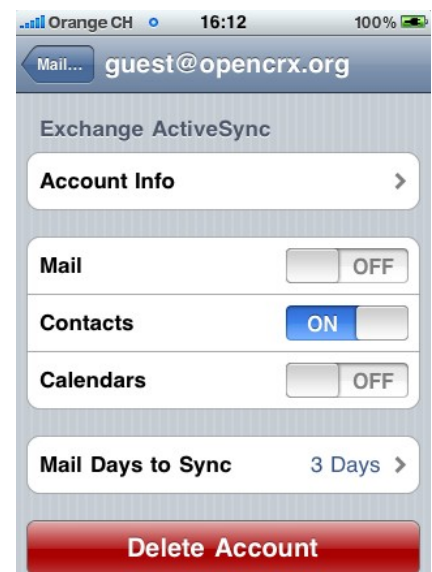 Orange CH 16:12 100%
Mail... guest@opencrx.org
Exchange ActiveSync
Account Info
Mail OFF
Contacts ON
Calendars OFF
Mail Days to Sync 3 Days
Delete Account